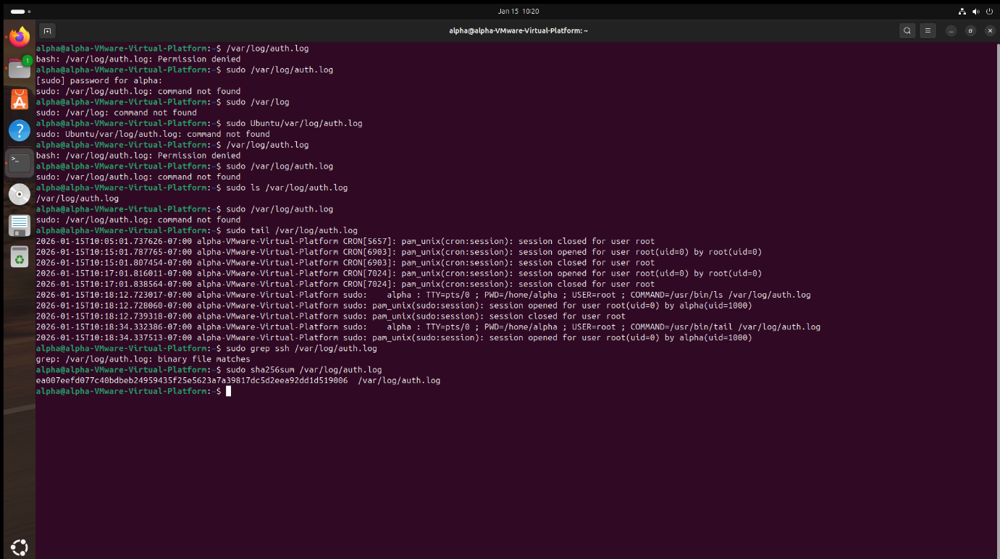 Jan 15 10:20
alpha@alpha-VMware-Virtual-Platform: ~
1
alpha@alpha-VMware-Virtual-Platform:~$ /var/log/auth.log
bash: /var/log/auth.log: Permission denied
alpha@alpha-VMware-Virtual-Platform:~$ sudo /var/log/auth.log
[sudo] password for alpha:
sudo: /var/log/auth.log: command not found
alpha@alpha-VMware-Virtual-Platform:~$ sudo /var/log
sudo: /var/log: command not found
alpha@alpha-VMware-Virtual-Platform:~$ sudo Ubuntu/var/log/auth.log
sudo: Ubuntu/var/log/auth.log: command not found
alpha@alpha-VMware-Virtual-Platform:~$ /var/log/auth.log
bash: /var/log/auth.log: Permission denied
alpha@alpha-VMware-Virtual-Platform:~$ sudo /var/log/auth.log
sudo: /var/log/auth.log: command not found
alpha@alpha-VMware-Virtual-Platform:~$ sudo ls /var/log/auth.log
/var/log/auth.log
alpha@alpha-VMware-Virtual-Platform:~$ sudo /var/log/auth.log
sudo: /var/log/auth.log: command not found
alpha@alpha-VMware-Virtual-Platform:~$ sudo tail /var/log/auth.log
2026-01-15T10:05:01.737626-07:00 alpha-VMware-Virtual-Platform CRON[5657]: pam_unix(cron:session): session closed for user root
2026-01-15T10:15:01.787765-07:00 alpha-VMware-Virtual-Platform CRON[6903]: pam_unix(cron:session): session opened for user root(uid=0) by root(uid=0)
2026-01-15T10:15:01.807454-07:00 alpha-VMware-Virtual-Platform CRON[6903]: pam_unix(cron:session): session closed for user root
2026-01-15T10:17:01.816011-07:00 alpha-VMware-Virtual-Platform CRON[7024]: pam_unix(cron:session): session opened for user root(uid=0) by root(uid=0)
2026-01-15T10:17:01.838564-07:00 alpha-VMware-Virtual-Platform CRON[7024]: pam_unix(cron:session): session closed for user root
2026-01-15T10:18:12.723017-07:00 alpha-VMware-Virtual-Platform sudo:    alpha : TTY=pts/0 ; PWD=/home/alpha ; USER=root ; COMMAND=/usr/bin/ls /var/log/auth.log
2026-01-15T10:18:12.728060-07:00 alpha-VMware-Virtual-Platform sudo: pam_unix(sudo:session): session opened for user root(uid=0) by alpha(uid=1000)
2026-01-15T10:18:12.739318-07:00 alpha-VMware-Virtual-Platform sudo: pam_unix(sudo:session): session closed for user root
2026-01-15T10:18:34.332386-07:00 alpha-VMware-Virtual-Platform sudo:    alpha : TTY=pts/0 ; PWD=/home/alpha ; USER=root ; COMMAND=/usr/bin/tail /var/log/auth.log
2026-01-15T10:18:34.337513-07:00 alpha-VMware-Virtual-Platform sudo: pam_unix(sudo:session): session opened for user root(uid=0) by alpha(uid=1000)
alpha@alpha-VMware-Virtual-Platform:~$ sudo grep ssh /var/log/auth.log
grep: /var/log/auth.log: binary file matches
alpha@alpha-VMware-Virtual-Platform:~$ sudo sha256sum /var/log/auth.log
ea007eefd077c40bdbeb24959435f25e5623a7a39817dc5d2eea92dd1d519006  /var/log/auth.log
alpha@alpha-VMware-Virtual-Platform:~$